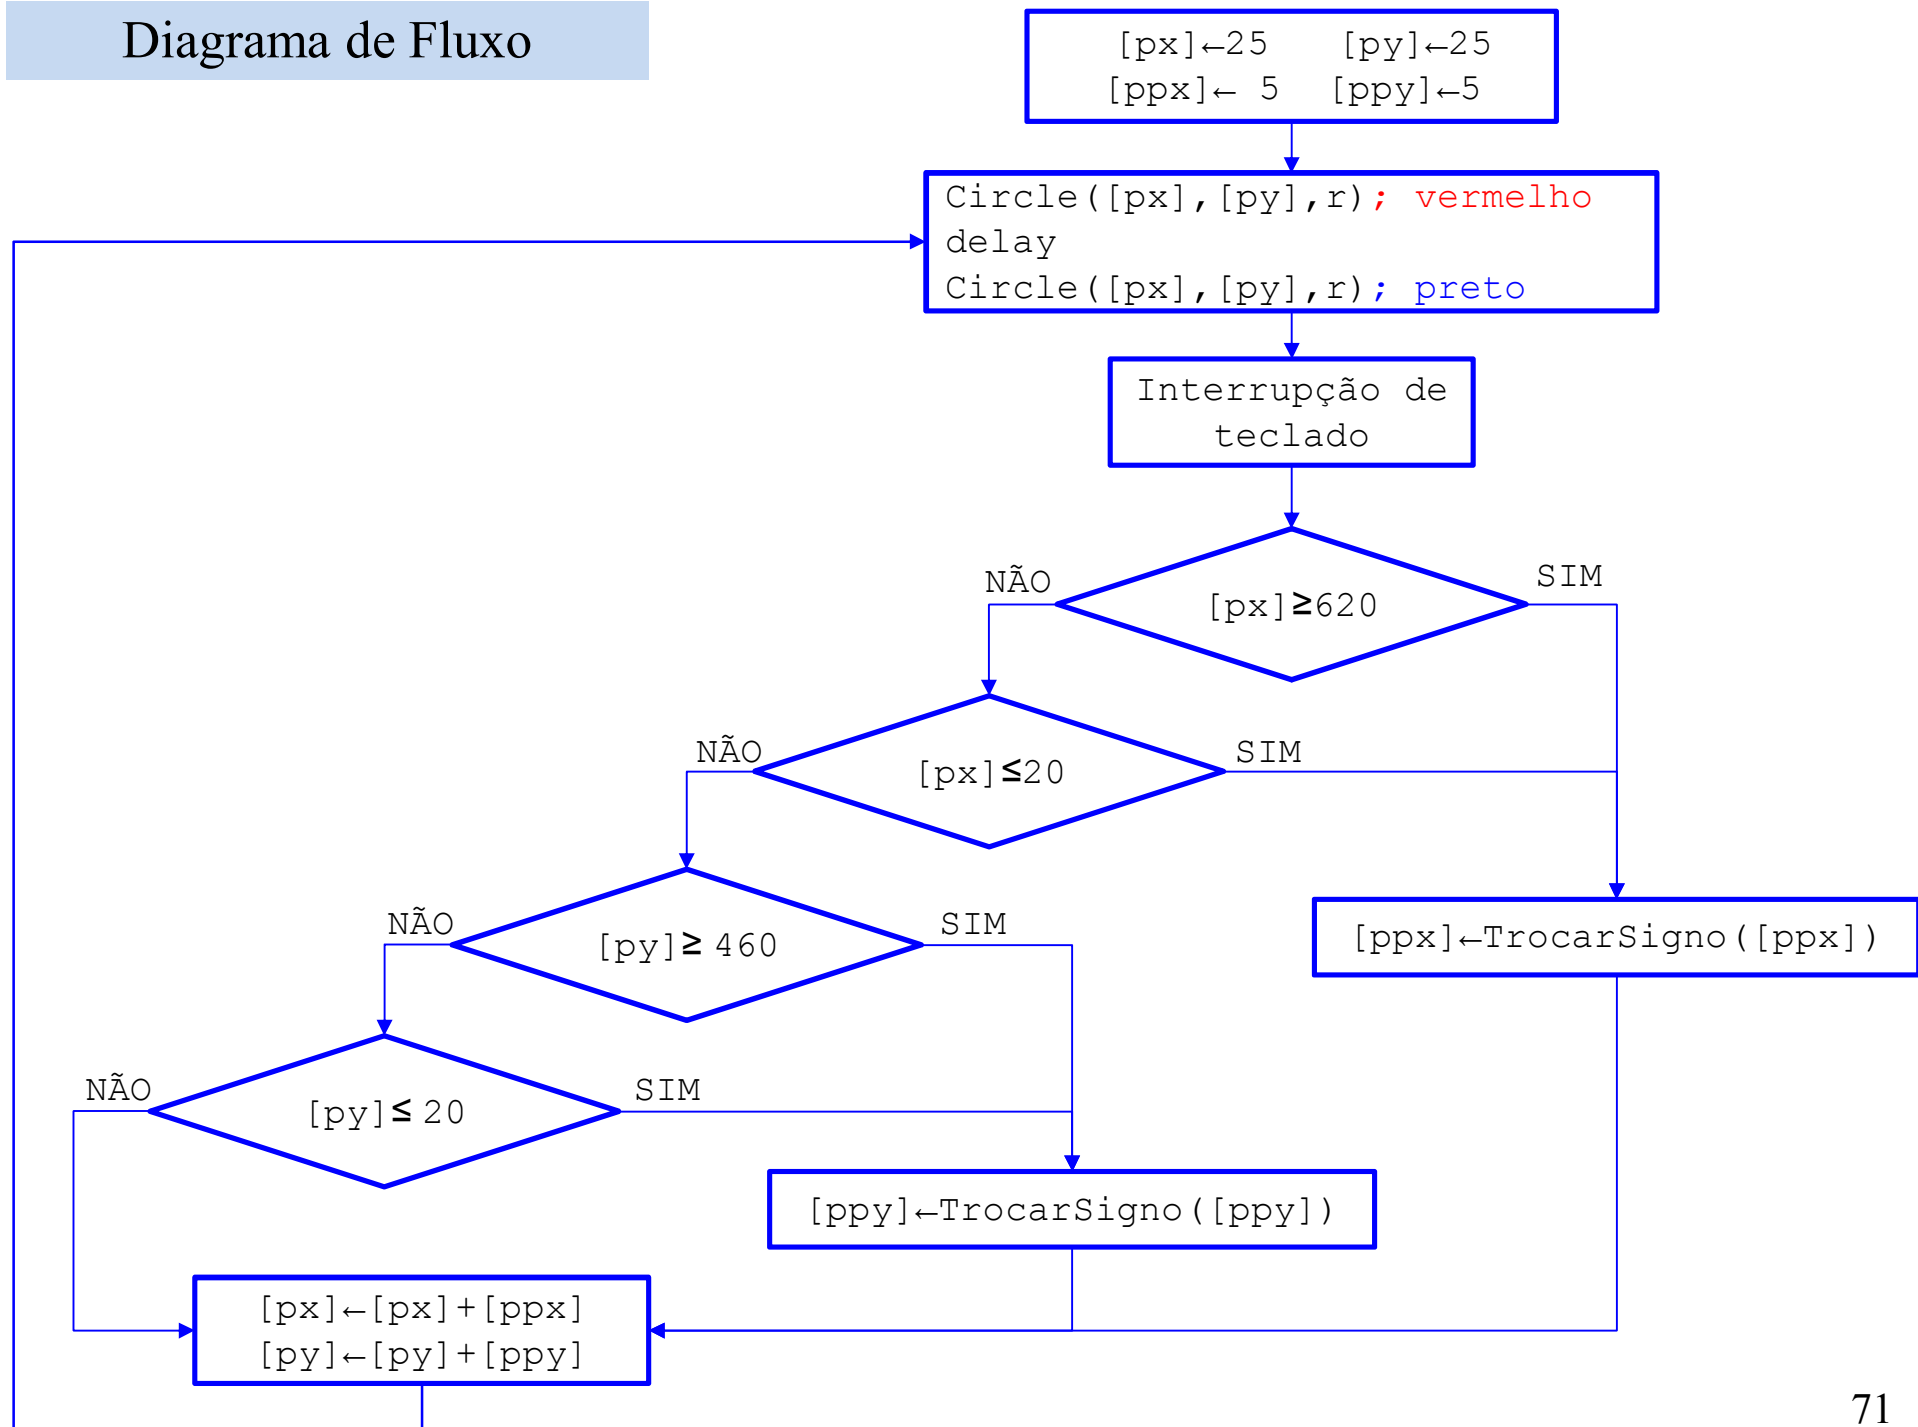 Diagrama de Fluxo
[px]←25 [py]←25
[ppx]← 5 [ppy]←5
Circle([px],[py],r); vermelho
delay
Circle([px],[py],r); preto
Interrupção de
teclado
NÃO
SIM
[px]≥620
NÃO
SIM
[px]≤20
NÃO
SIM
[py]≥ 460
[ppx]←TrocarSigno([ppx])
NÃO
SIM
[py]≤ 20
[ppy]←TrocarSigno([ppy])
[px]←[px]+[ppx]
[py]←[py]+[ppy]
71